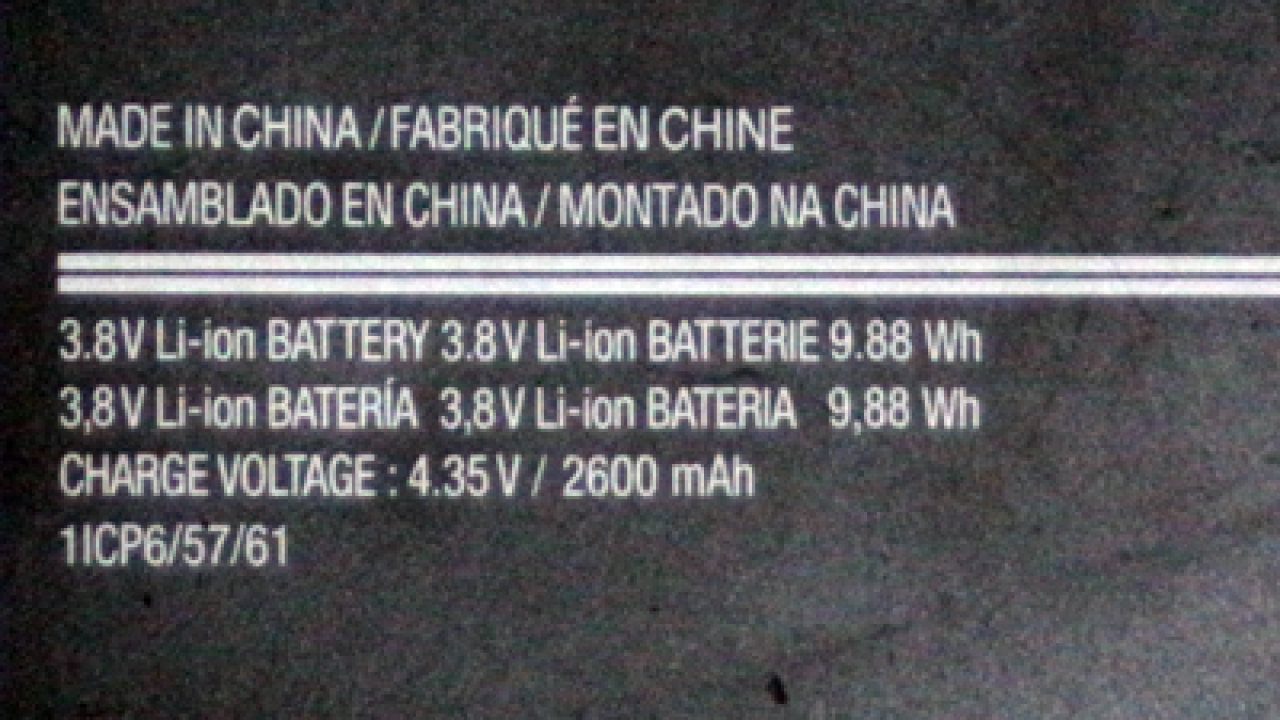 MADE IN CHINA / FABRIQUÉ EN CHINE
ENSAMBLADO EN CHINA / MONTADO NA CHINA
3.8V Li-ion BATTERY 3.8V Li-ion BATTERIE 9.88 Wh
3,8V Li-ion BATERÍA 3,8V Li-ion BATERIA 9,88 Wh
CHARGE VOLTAGE : 4.35V / 2600 mAh
1ICP6/57/61